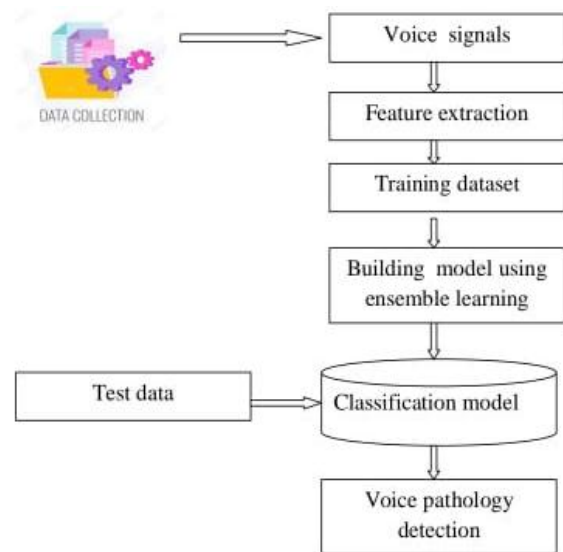 DATA COLLECTION
Voice signals
Feature extraction
Training dataset
Building model using
ensemble learning
Test data
Classification model
Voice pathology
detection